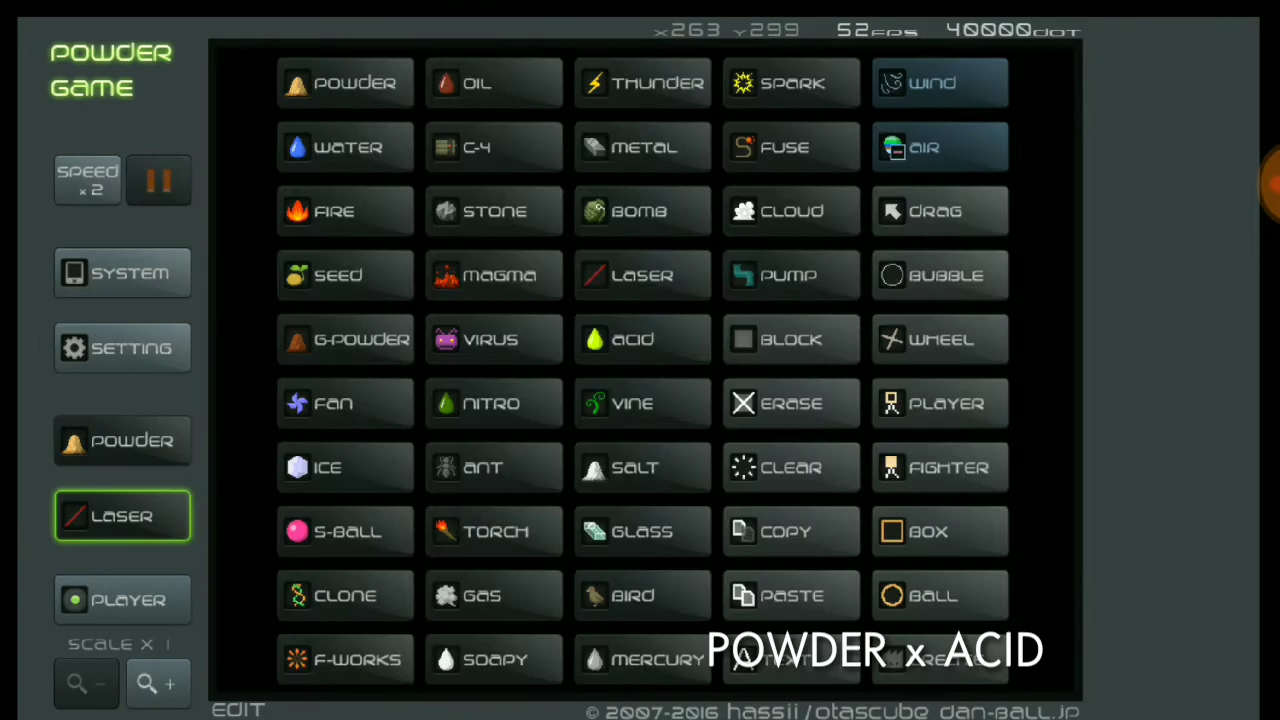 x263 y299 52FPS 40000DOT
POWDER
GAME
SPEED
x2
SYSTEM
SETTING
POWDER
LASER
PLAYER
SCALE x 1
- +
POWDER OIL THUNDER SPARK WIND
WATER C-4 METAL FUSE AIR
FIRE STONE BOMB CLOUD DRAG
SEED MAGMA LASER PUMP BUBBLE
G-POWDER VIRUS ACID BLOCK WHEEL
FAN NITRO VINE ERASE PLAYER
ICE ANT SALT CLEAR FIGHTER
S-BALL TORCH GLASS COPY BOX
CLONE GAS BIRD PASTE BALL
F-WORKS SOAPY MERCURY
POWDER x ACID
EDIT © 2007-2016 hassii/otascube dan-ball.jp